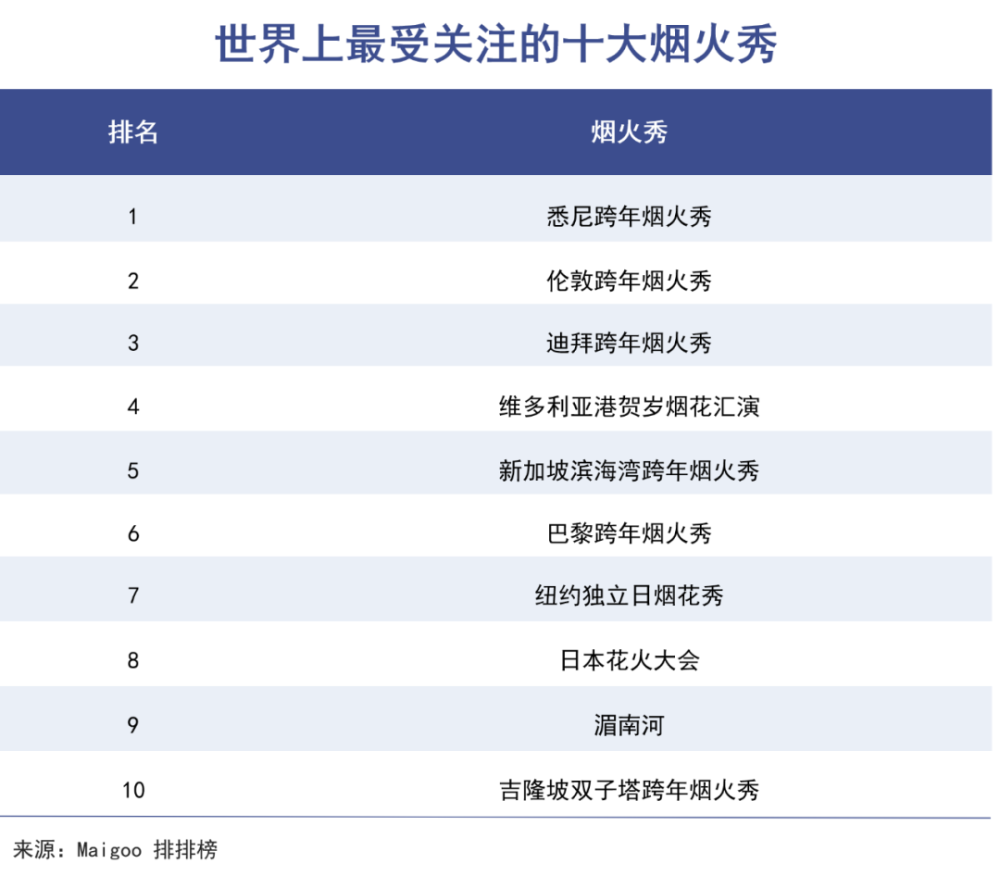 世界上最受关注的十大烟火秀
排名 烟火秀
1 悉尼跨年烟火秀
2 伦敦跨年烟火秀
3 迪拜跨年烟火秀
4 维多利亚港贺岁烟花汇演
5 新加坡滨海湾跨年烟火秀
6 巴黎跨年烟火秀
7 纽约独立日烟花秀
8 日本花火大会
9 湄南河
10 吉隆坡双子塔跨年烟火秀
来源：Maigoo 排排榜